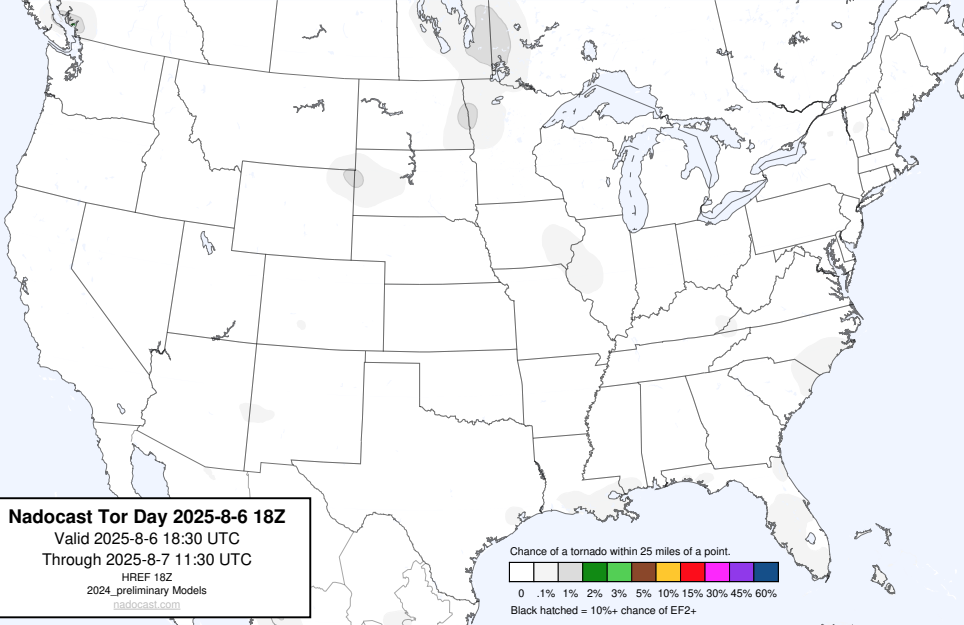 Nadocast Tor Day 2025-8-6 18Z
Valid 2025-8-6 18:30 UTC
Through 2025-8-7 11:30 UTC
HREF 18Z
2024_preliminary Models
nadocast.com
Chance of a tornado within 25 miles of a point.
0 .1% 1% 2% 3% 5% 10% 15% 30% 45% 60%
Black hatched = 10%+ chance of EF2+